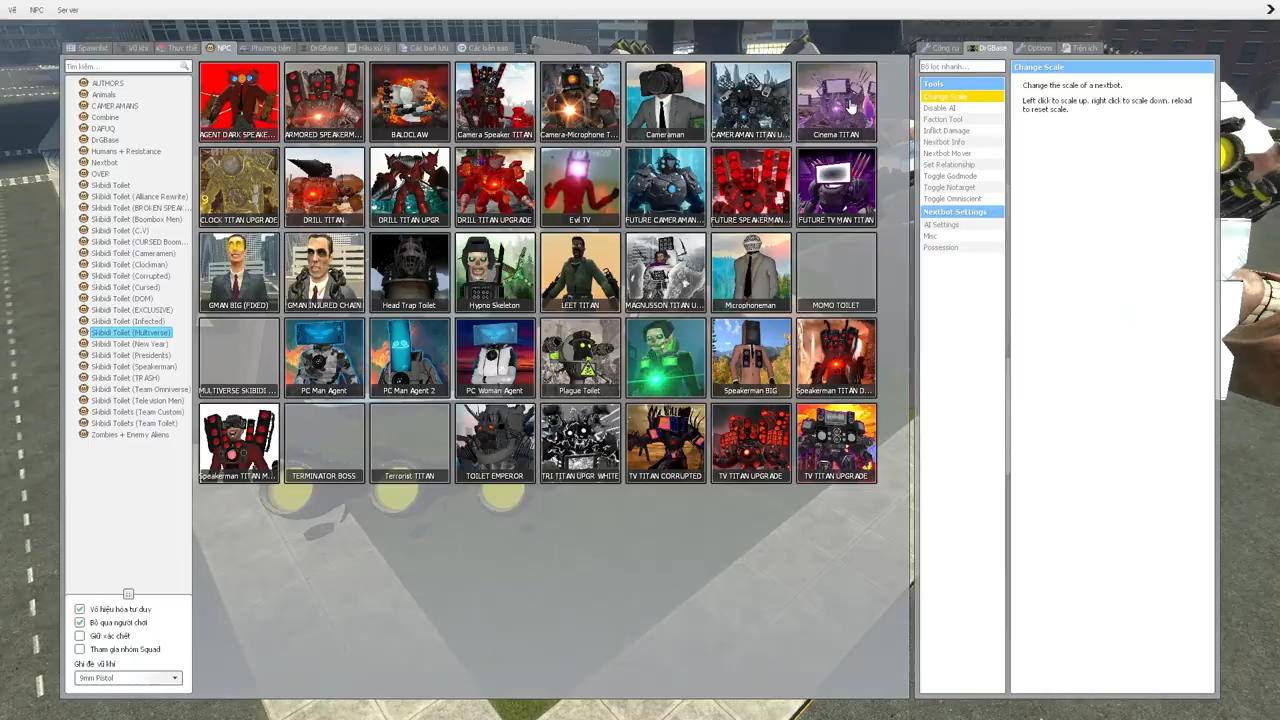 Vẽ
NPC
Server
Spawnlist
Vũ khí
Thực thể
NPC
Phương tiện
DrGBase
Hậu xử lý
Các bản lưu
Các bản sao
Tìm kiếm...
AUTHORS
Animals
CAMERAMANS
Combine
DAFUQ
DrGBase
Humans + Resistance
Nextbot
OVER
Skibidi Toilet
Skibidi Toilet (Alliance Rewrite)
Skibidi Toilet (BROKEN SPEAK...
Skibidi Toilet (Boombox Men)
Skibidi Toilet (C.V)
Skibidi Toilet (CURSED Boom...
Skibidi Toilet (Cameramen)
Skibidi Toilet (Clockman)
Skibidi Toilet (Corrupted)
Skibidi Toilet (Cursed)
Skibidi Toilet (DOM)
Skibidi Toilet (EXCLUSIVE)
Skibidi Toilet (Infected)
Skibidi Toilet (Multiverse)
Skibidi Toilet (New Year)
Skibidi Toilet (Presidents)
Skibidi Toilet (Speakerman)
Skibidi Toilet (TRASH)
Skibidi Toilet (Team Omniverse)
Skibidi Toilet (Television Men)
Skibidi Toilets (Team Custom)
Skibidi Toilets (Team Toilet)
Zombies + Enemy Aliens
Vô hiệu hóa tư duy
Bỏ qua người chơi
Giữ xác chết
Tham gia nhóm Squad
Ghi đè vũ khí
9mm Pistol
AGENT DARK SPEAKE...
ARMORED SPEAKERM...
BALDCLAW
Camera Speaker TITAN
Camera-Microphone T...
Cameraman
CAMERAMAN TITAN U...
Cinema TITAN
CLOCK TITAN UPGRADE
DRILL TITAN
DRILL TITAN UPGR
DRILL TITAN UPGRADE
Evil TV
FUTURE CAMERAMAN...
FUTURE SPEAKERMAN...
FUTURE TV MAN TITAN
GMAN BIG (FIXED)
GMAN INJURED CHAIN
Head Trap Toilet
Hypno Skeleton
LEET TITAN
MAGNUSSON TITAN U...
Microphoneman
MOMO TOILET
MULTIVERSE SKIBIDI ...
PC Man Agent
PC Man Agent 2
PC Woman Agent
Plague Toilet
Speakerman BIG
Speakerman TITAN D...
Speakerman TITAN M...
TERMINATOR BOSS
Terrorist TITAN
TOILET EMPEROR
TRI TITAN UPGR WHITE
TV TITAN CORRUPTED
TV TITAN UPGRADE
TV TITAN UPGRADE
Công cụ
DrGBase
Options
Tiện ích
Bộ lọc nhanh...
Tools
Change Scale
Disable AI
Faction Tool
Inflict Damage
Nextbot Info
Nextbot Mover
Set Relationship
Toggle Godmode
Toggle Notarget
Toggle Omniscient
Nextbot Settings
AI Settings
Misc
Possession
Change Scale
Change the scale of a nextbot.
Left click to scale up, right click to scale down, reload
to reset scale.